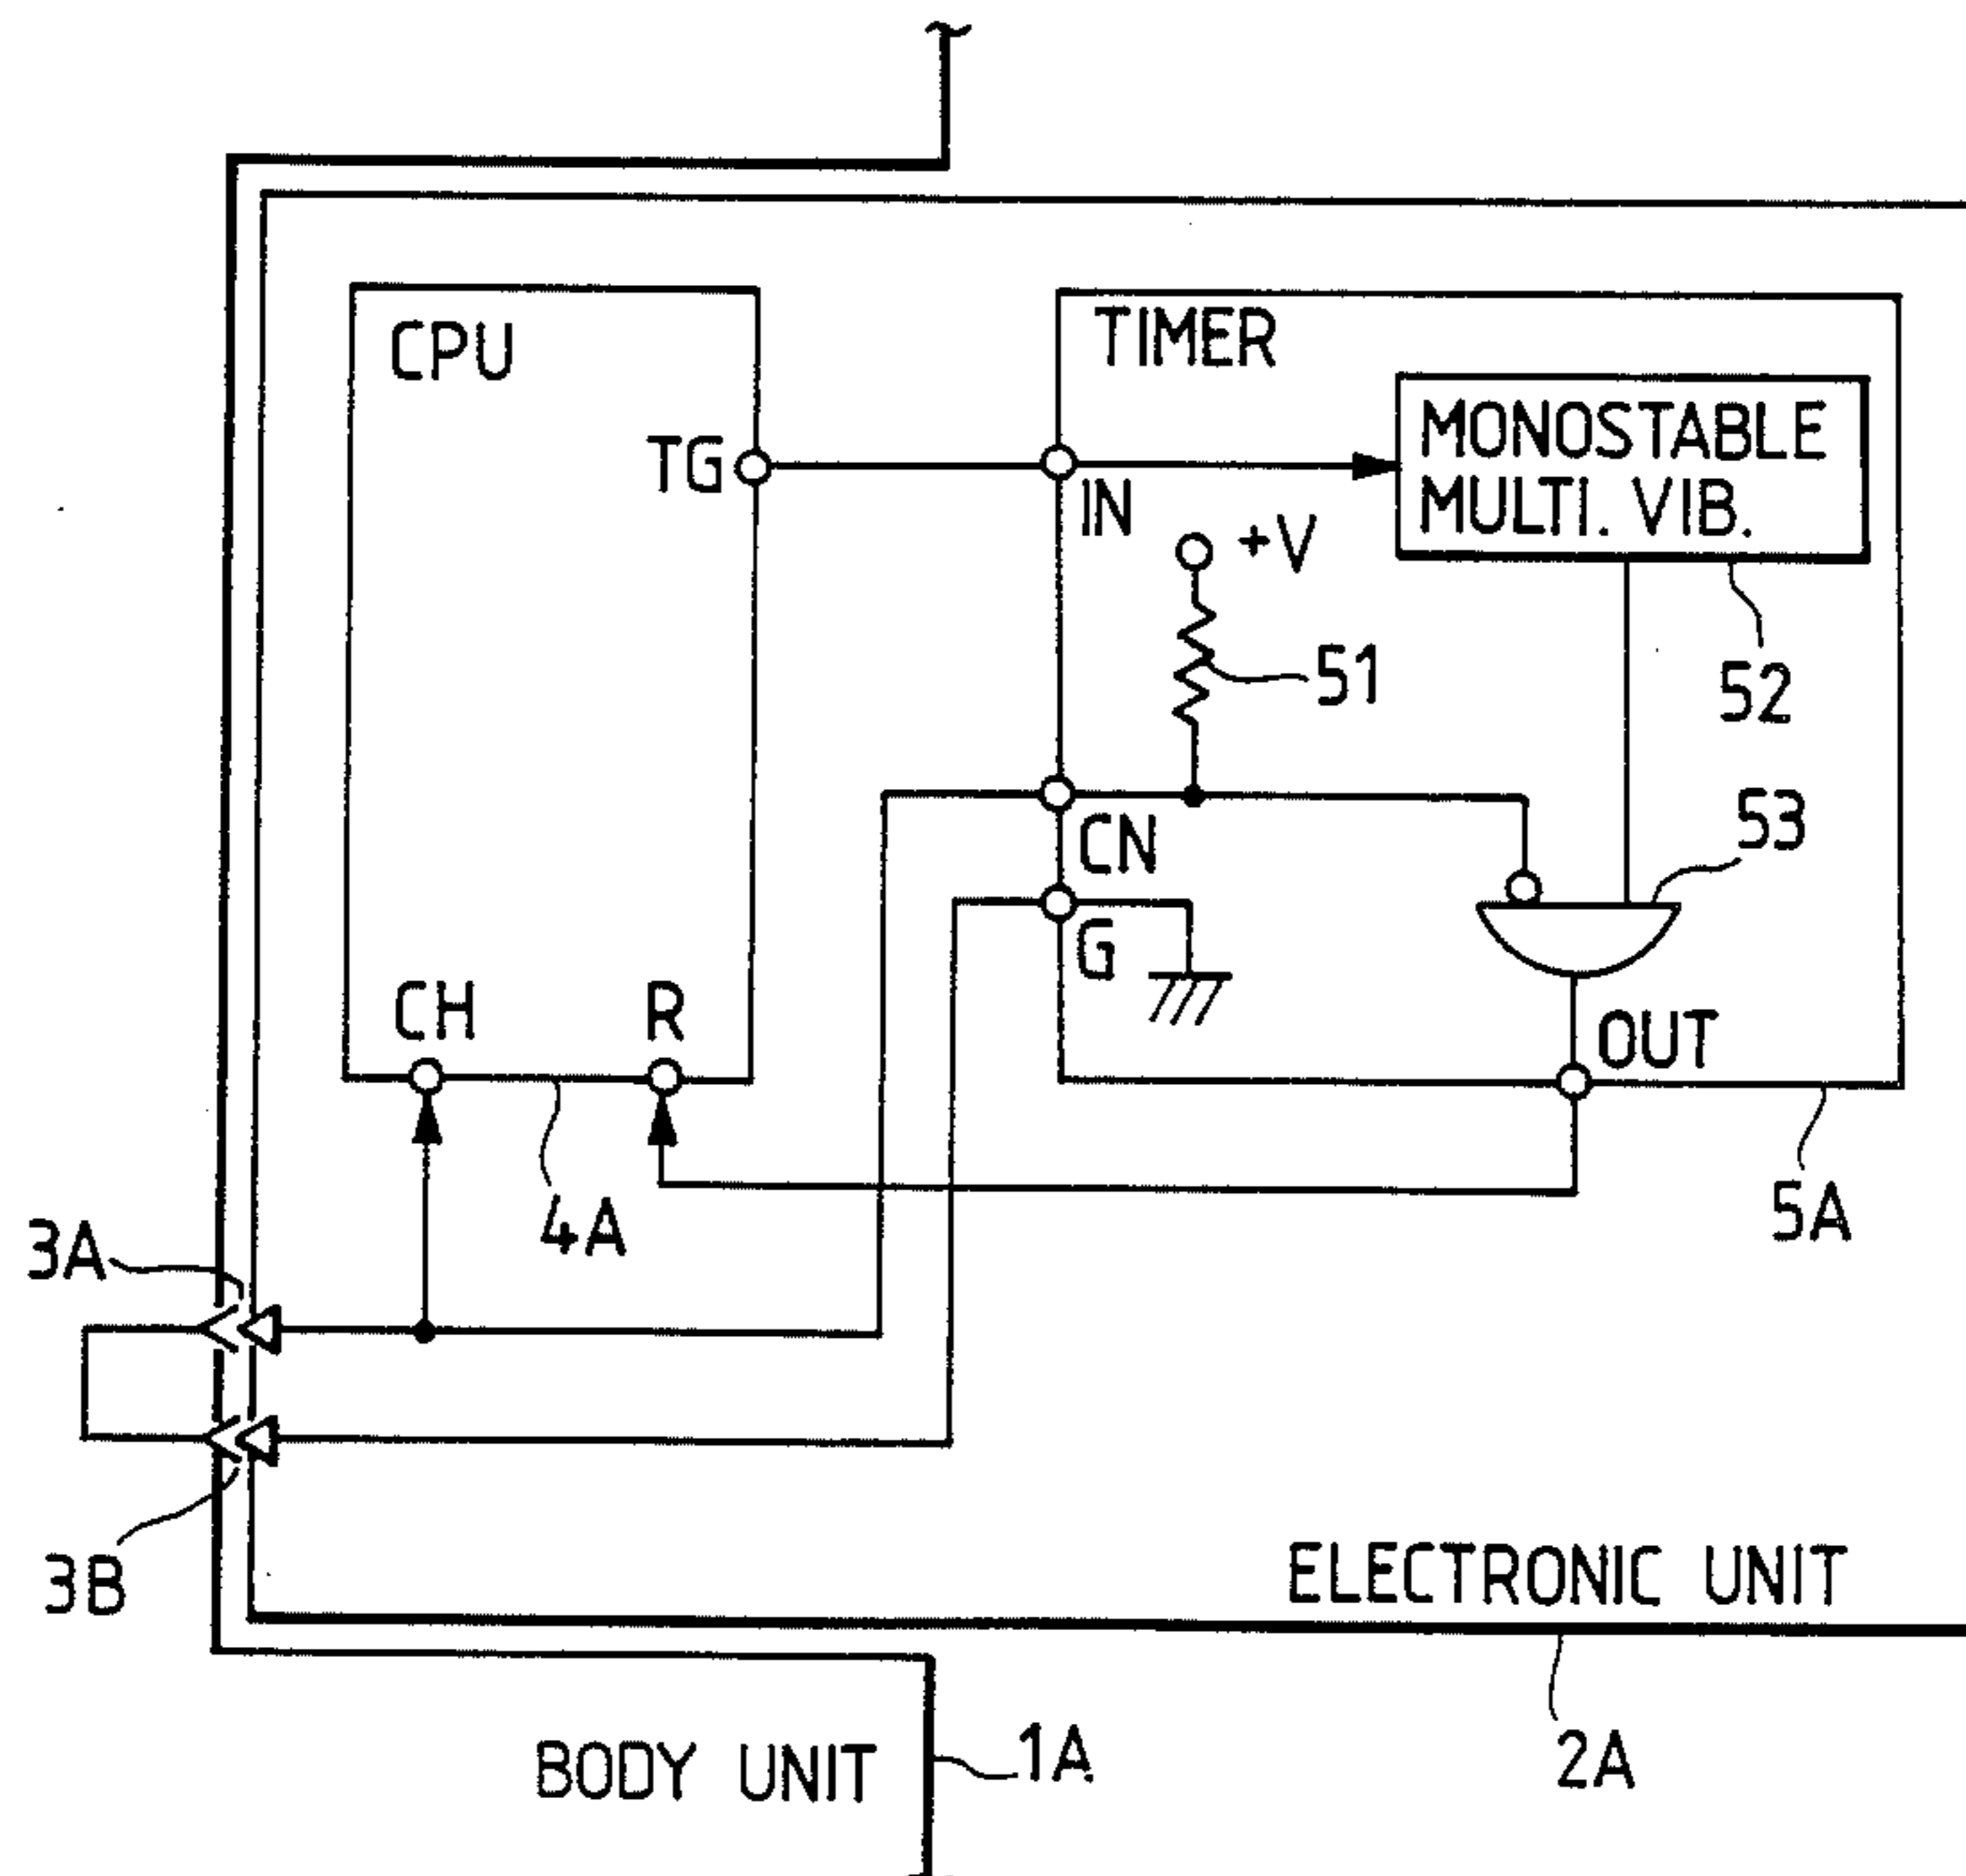 CPU
TIMER
MONOSTABLE
MULTI. VIB.
TG
IN
+V
51
52
53
CN
G
CH
R
OUT
4A
5A
3A
3B
ELECTRONIC UNIT
BODY UNIT
1A
2A